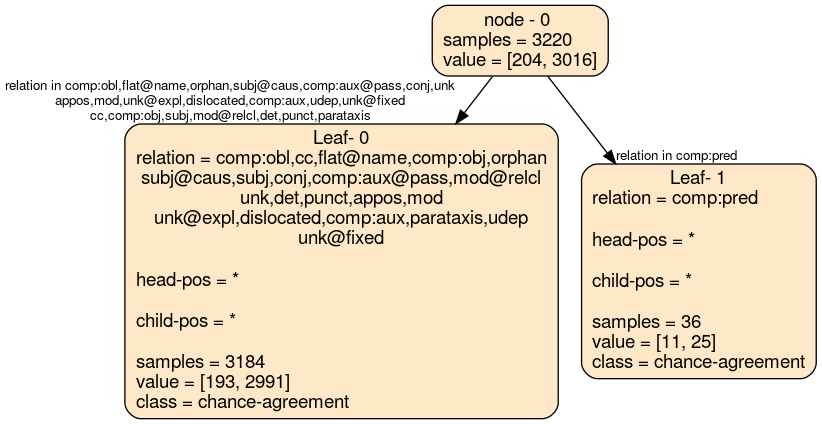 node - 0
samples = 3220
value = [204, 3016]
relation in comp:obl,flat@name,orphan,subj@caus,comp:aux@pass,conj,unk
appos,mod,unk@expl,dislocated,comp:aux,udep,unk@fixed
cc,comp:obj,subj,mod@relcl,det,punct,parataxis
relation in comp:pred
Leaf- 0
relation = comp:obl,cc,flat@name,comp:obj,orphan
subj@caus,subj,conj,comp:aux@pass,mod@relcl
unk,det,punct,appos,mod
unk@expl,dislocated,comp:aux,parataxis,udep
unk@fixed
head-pos = *
child-pos = *
samples = 3184
value = [193, 2991]
class = chance-agreement
Leaf- 1
relation = comp:pred
head-pos = *
child-pos = *
samples = 36
value = [11, 25]
class = chance-agreement